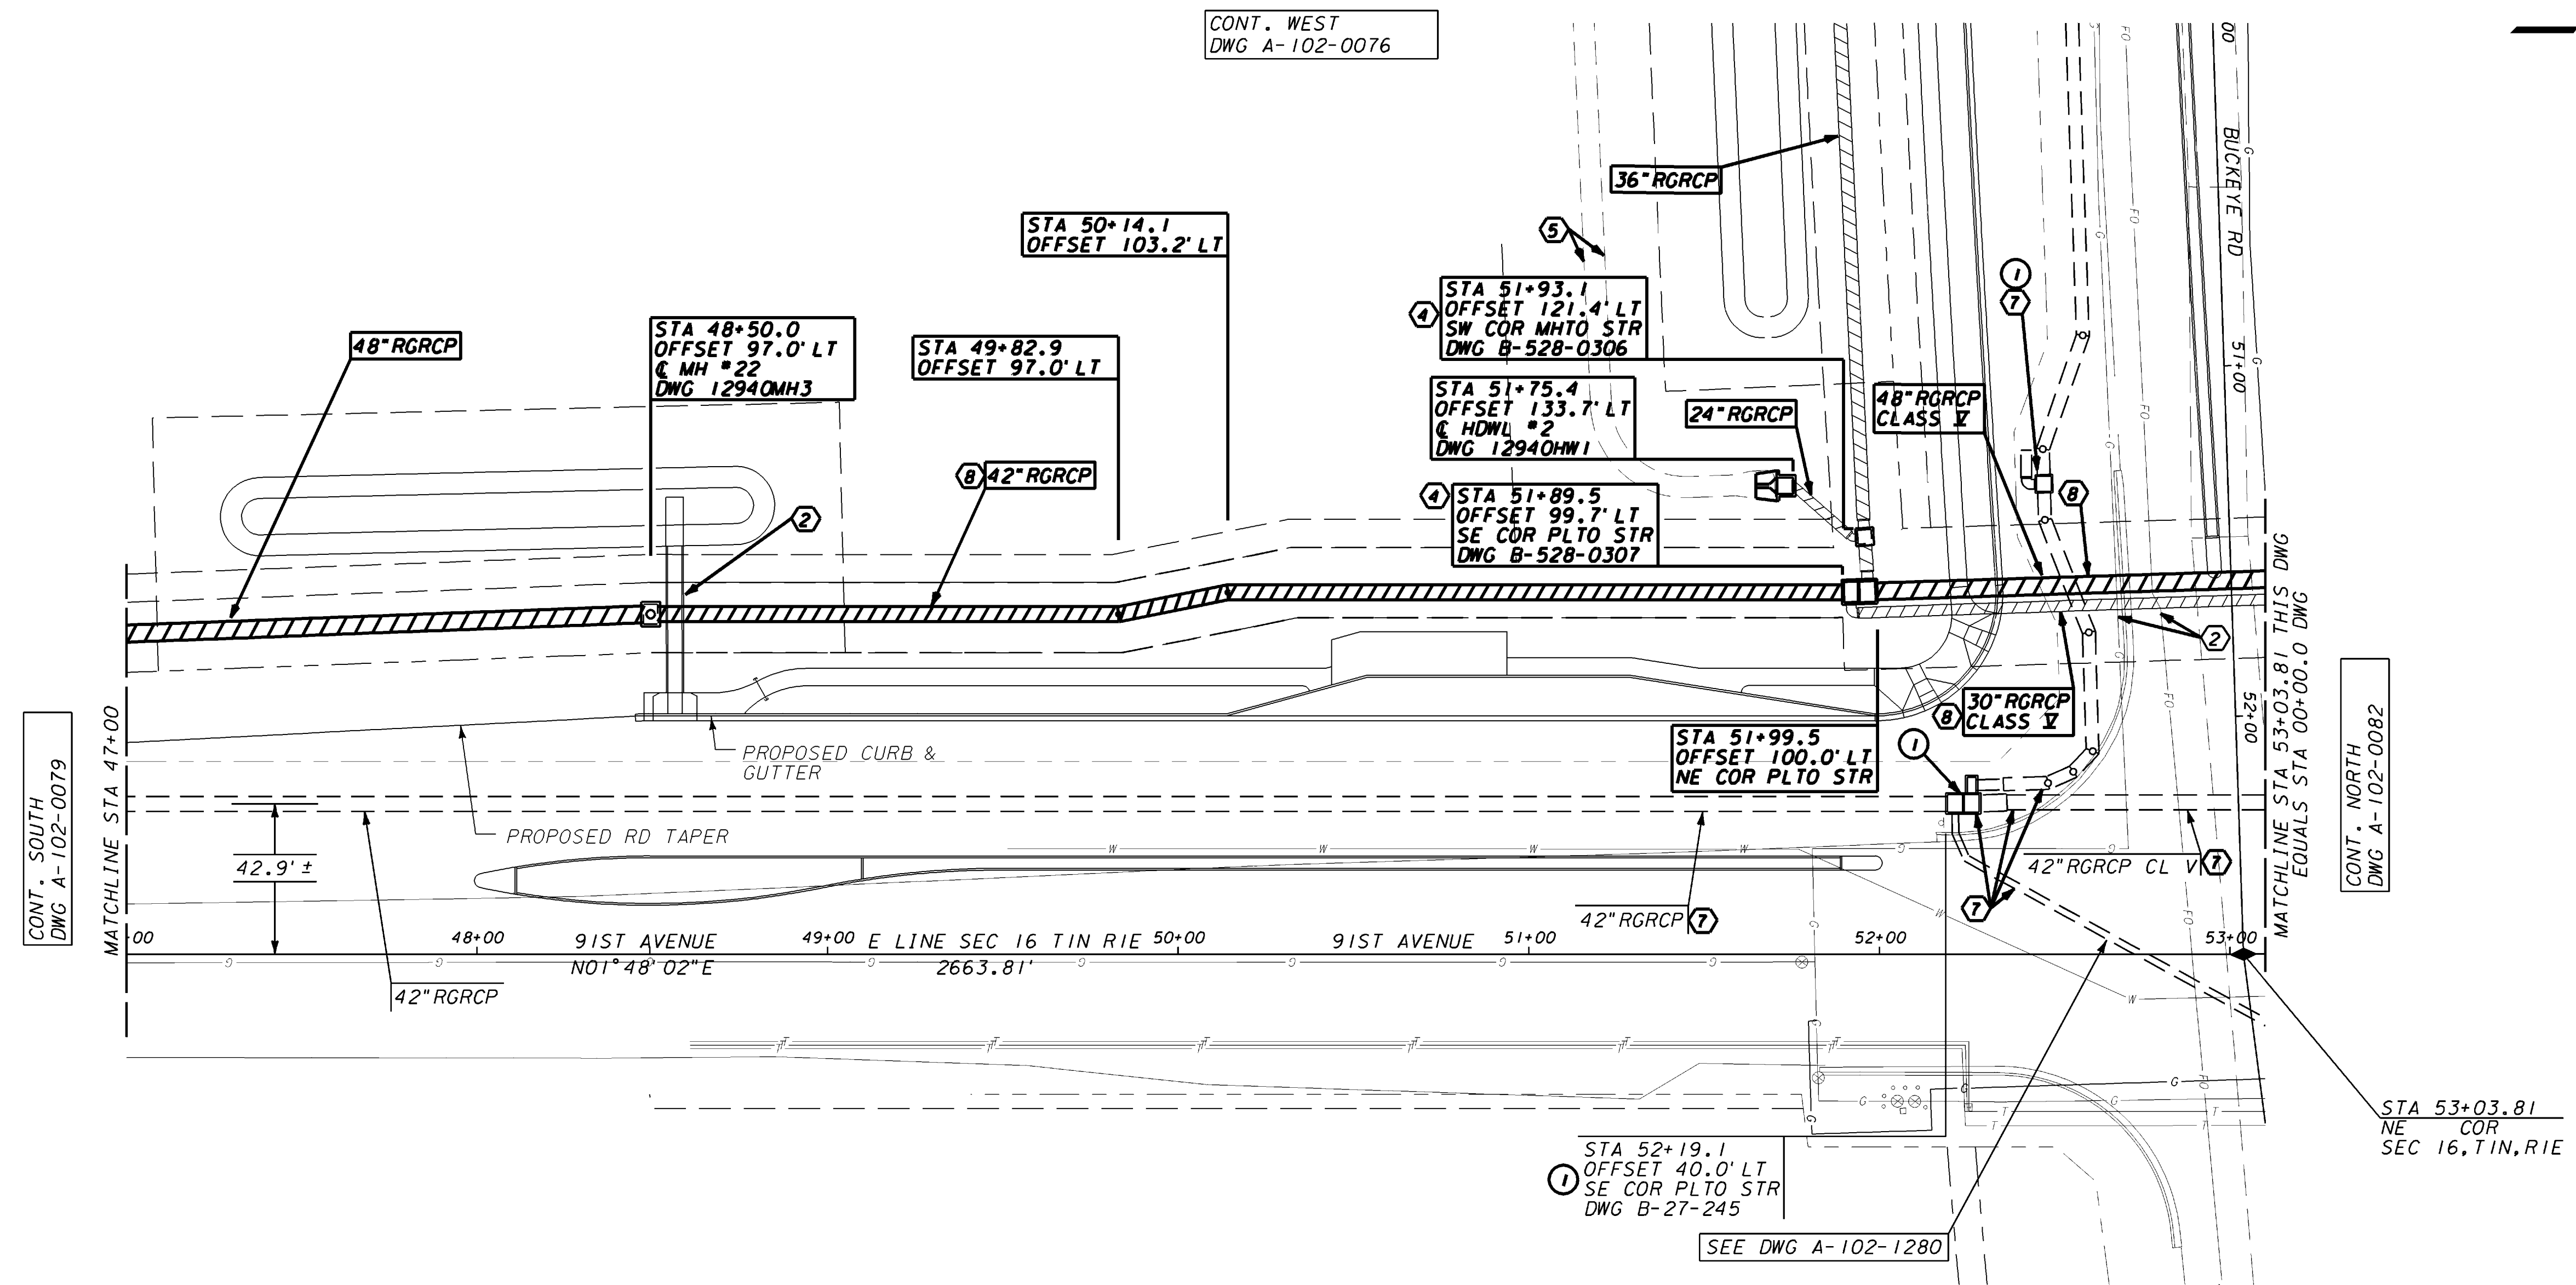 CONT. WEST
DWG A-102-0076
36" RGRCP
STA 50+14.1
OFFSET 103.2' LT
5
BUCKEYE RD
00
51+00
52+00
1
7
4
STA 51+93.1
OFFSET 121.4' LT
SW COR MHTO STR
DWG B-528-0306
48" RGRCP
STA 48+50.0
OFFSET 97.0' LT
℄ MH #22
DWG 12940MH3
STA 49+82.9
OFFSET 97.0' LT
STA 51+75.4
OFFSET 133.7' LT
℄ HDWL #2
DWG 12940HW1
24" RGRCP
48" RGRCP
CLASS V
8 42" RGRCP
2
4
STA 51+89.5
OFFSET 99.7' LT
SE COR PLTO STR
DWG B-528-0307
8
2
8
30" RGRCP
CLASS V
STA 51+99.5
OFFSET 100.0' LT
NE COR PLTO STR
1
CONT. SOUTH
DWG A-102-0079
MATCHLINE STA 47+00
PROPOSED CURB &
GUTTER
PROPOSED RD TAPER
42.9' ±
MATCHLINE STA 53+03.81 THIS DWG
EQUALS STA 00+00.0 DWG
CONT. NORTH
DWG A-102-0082
42" RGRCP CL V 7
42" RGRCP 7
7
00
48+00
91ST AVENUE
49+00
E LINE SEC 16 T1N R1E
50+00
91ST AVENUE
51+00
52+00
53+00
N01°48'02"E
2663.81'
42" RGRCP
W W W W
G G G G G G G G
FO FO FO FO FO FO
T T T T T T
STA 53+03.81
NE COR
SEC 16, T1N, R1E
1
STA 52+19.1
OFFSET 40.0' LT
SE COR PLTO STR
DWG B-27-245
SEE DWG A-102-1280